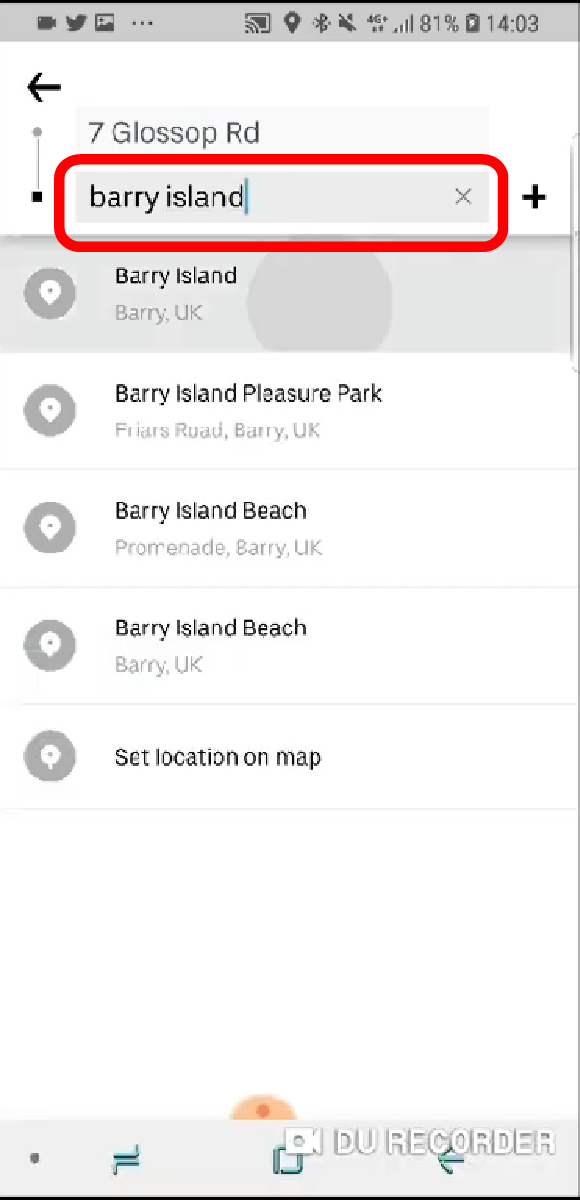 81% 14:03
7 Glossop Rd
barry island
Barry Island
Barry, UK
Barry Island Pleasure Park
Friars Road, Barry, UK
Barry Island Beach
Promenade, Barry, UK
Barry Island Beach
Barry, UK
Set location on map
DU RECORDER